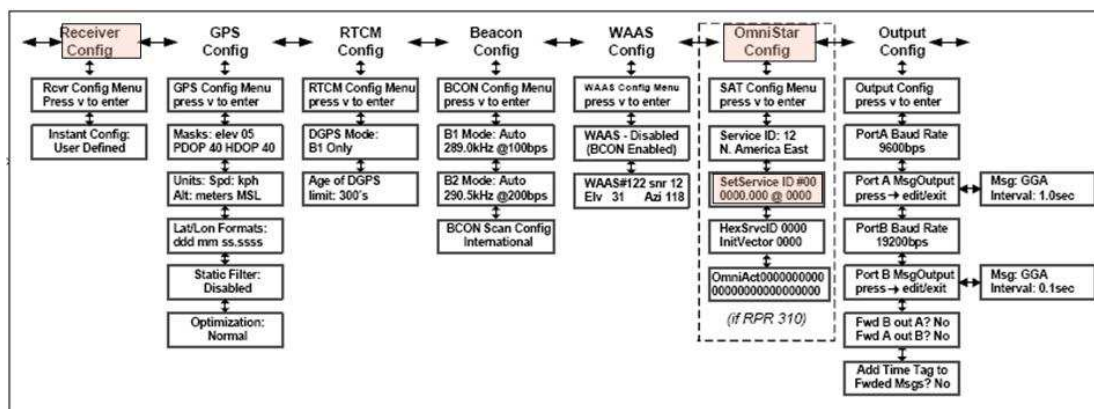 Receiver
Config
GPS
Config
RTCM
Config
Beacon
Config
WAAS
Config
OmniStar
Config
Output
Config
Rcvr Config Menu
Press v to enter
Instant Config:
User Defined
GPS Config Menu
press v to enter
Masks: elev 05
PDOP 40 HDOP 40
Units: Spd: kph
Alt: meters MSL
Lat/Lon Formats:
ddd mm ss.ssss
Static Filter:
Disabled
Optimization:
Normal
RTCM Config Menu
press v to enter
DGPS Mode:
B1 Only
Age of DGPS
limit: 300's
BCON Config Menu
press v to enter
B1 Mode: Auto
289.0kHz @100bps
B2 Mode: Auto
290.5kHz @200bps
BCON Scan Config
International
WAAS Config Menu
press v to enter
WAAS - Disabled
(BCON Enabled)
WAAS#122 snr 12
Elv 31 Azi 118
SAT Config Menu
press v to enter
Service ID: 12
N. America East
SetService ID #00
0000.000 @ 0000
HexSrvcID 0000
InitVector 0000
OmniAct0000000000
0000000000000000
(if RPR 310)
Output Config
press v to enter
PortA Baud Rate
9600bps
Port A MsgOutput
press → edit/exit
Msg: GGA
Interval: 1.0sec
PortB Baud Rate
19200bps
Port B MsgOutput
press → edit/exit
Msg: GGA
Interval: 0.1sec
Fwd B out A? No
Fwd A out B? No
Add Time Tag to
Fwded Msgs? No